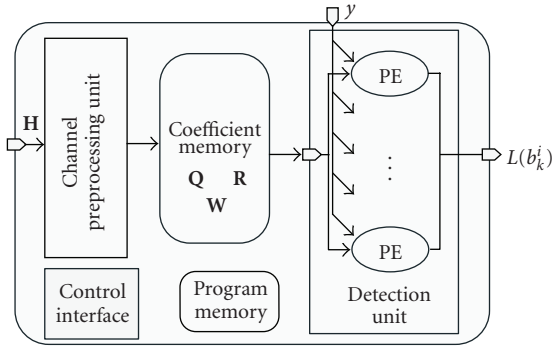 y
H
Channel
preprocessing unit
Coefficient
memory
Q R
W
PE
⋮
PE
L(b_k^i)
Control
interface
Program
memory
Detection
unit